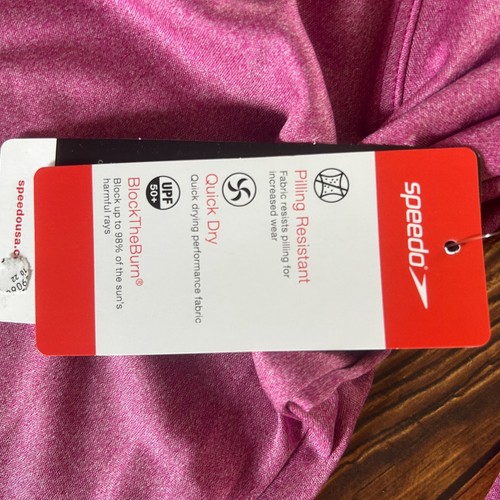 speedo
Pilling Resistant
Fabric resists pilling for
increased wear
Quick Dry
Quick drying performance fabric
UPF
50+
BlockTheBurn®
Block up to 98% of the sun's
harmful rays
speedousa.c